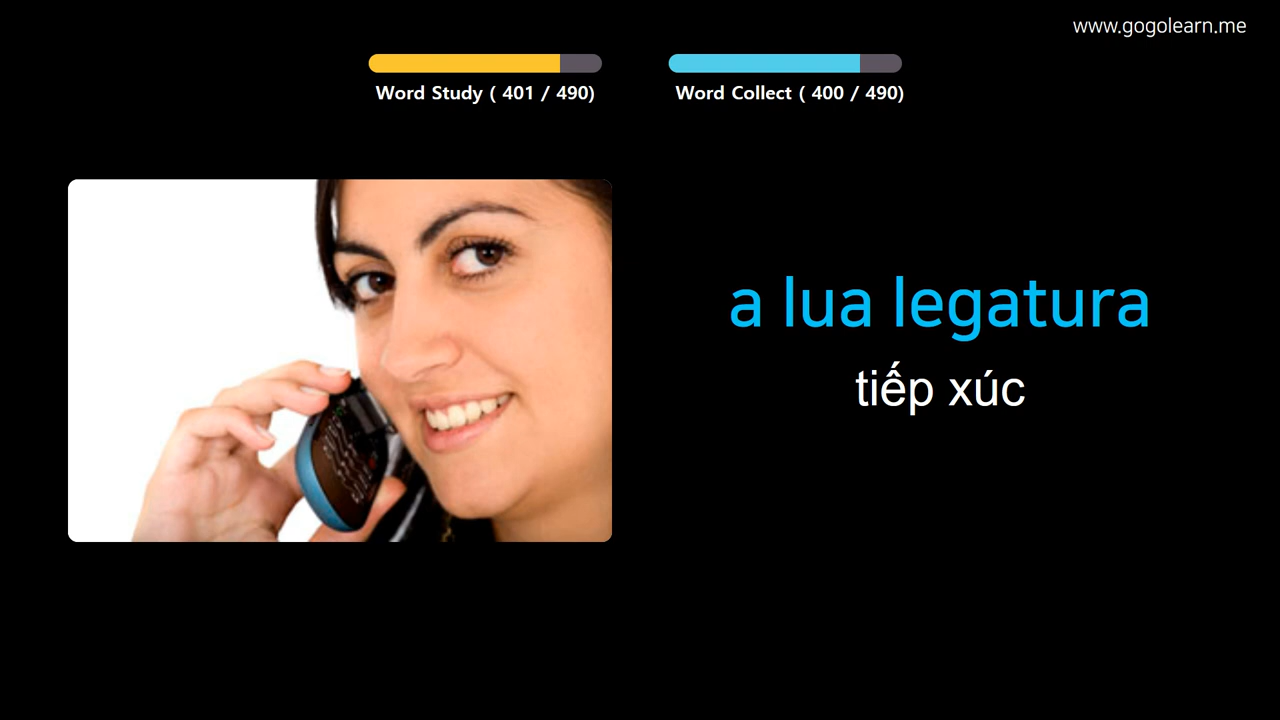 www.gogolearn.me
Word Study ( 401 / 490)
Word Collect ( 400 / 490)
a lua legatura
tiếp xúc